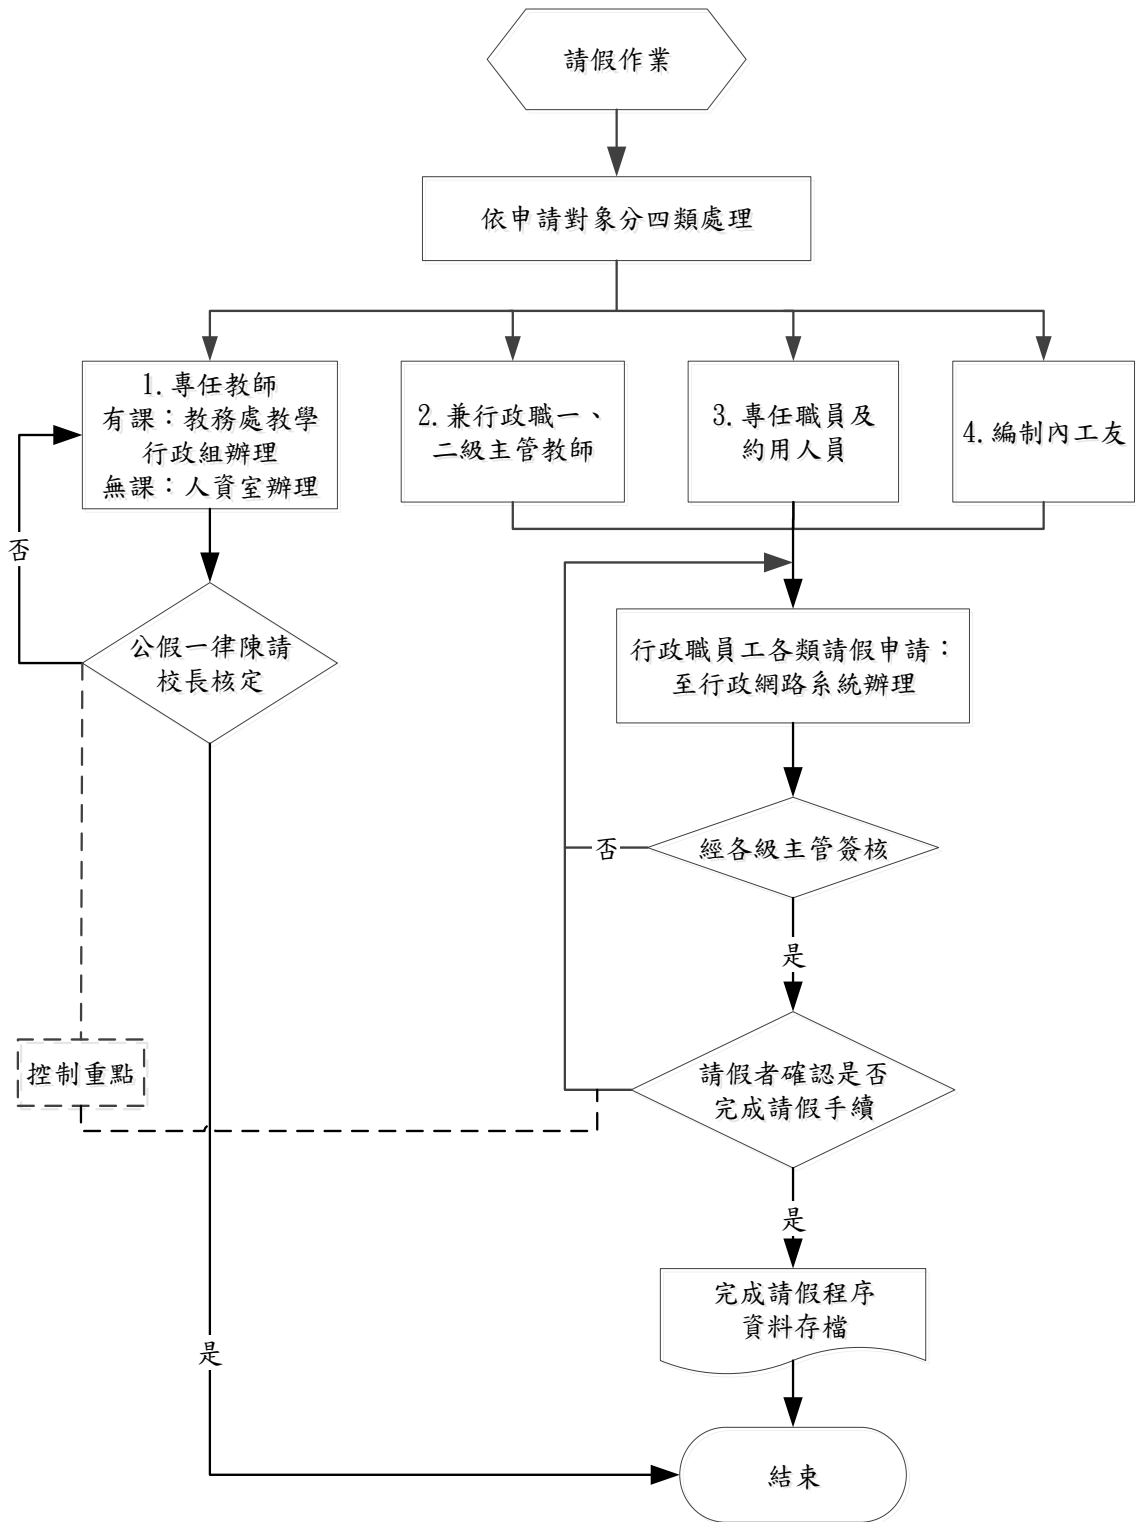 請假作業
依申請對象分四類處理
1.專任教師
有課：教務處教學
行政組辦理
無課：人資室辦理
2.兼行政職一、
二級主管教師
3.專任職員及
約用人員
4.編制內工友
否
公假一律陳請
校長核定
行政職員工各類請假申請：
至行政網路系統辦理
否
經各級主管簽核
是
控制重點
請假者確認是否
完成請假手續
是
完成請假程序
資料存檔
是
結束